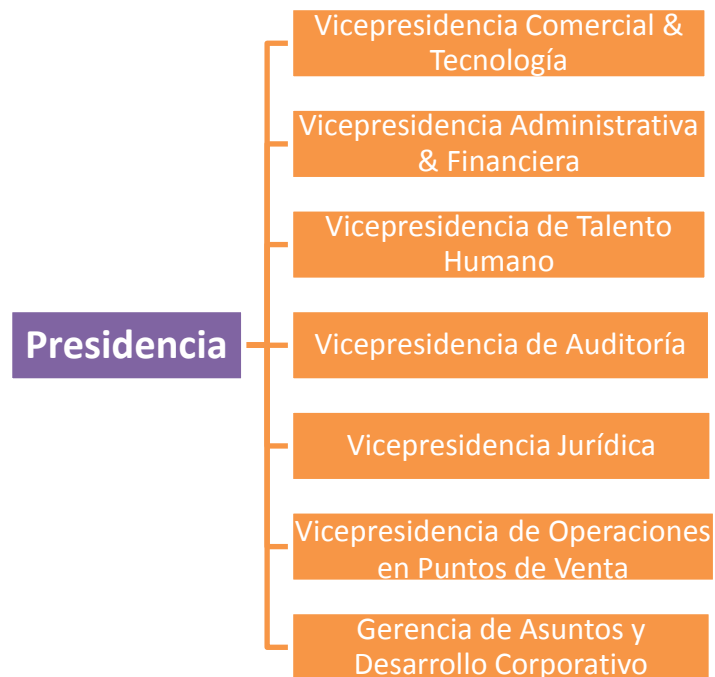 Vicepresidencia Comercial &
Tecnología
Vicepresidencia Administrativa
& Financiera
Vicepresidencia de Talento
Humano
Presidencia
Vicepresidencia de Auditoría
Vicepresidencia Jurídica
Vicepresidencia de Operaciones
en Puntos de Venta
Gerencia de Asuntos y
Desarrollo Corporativo